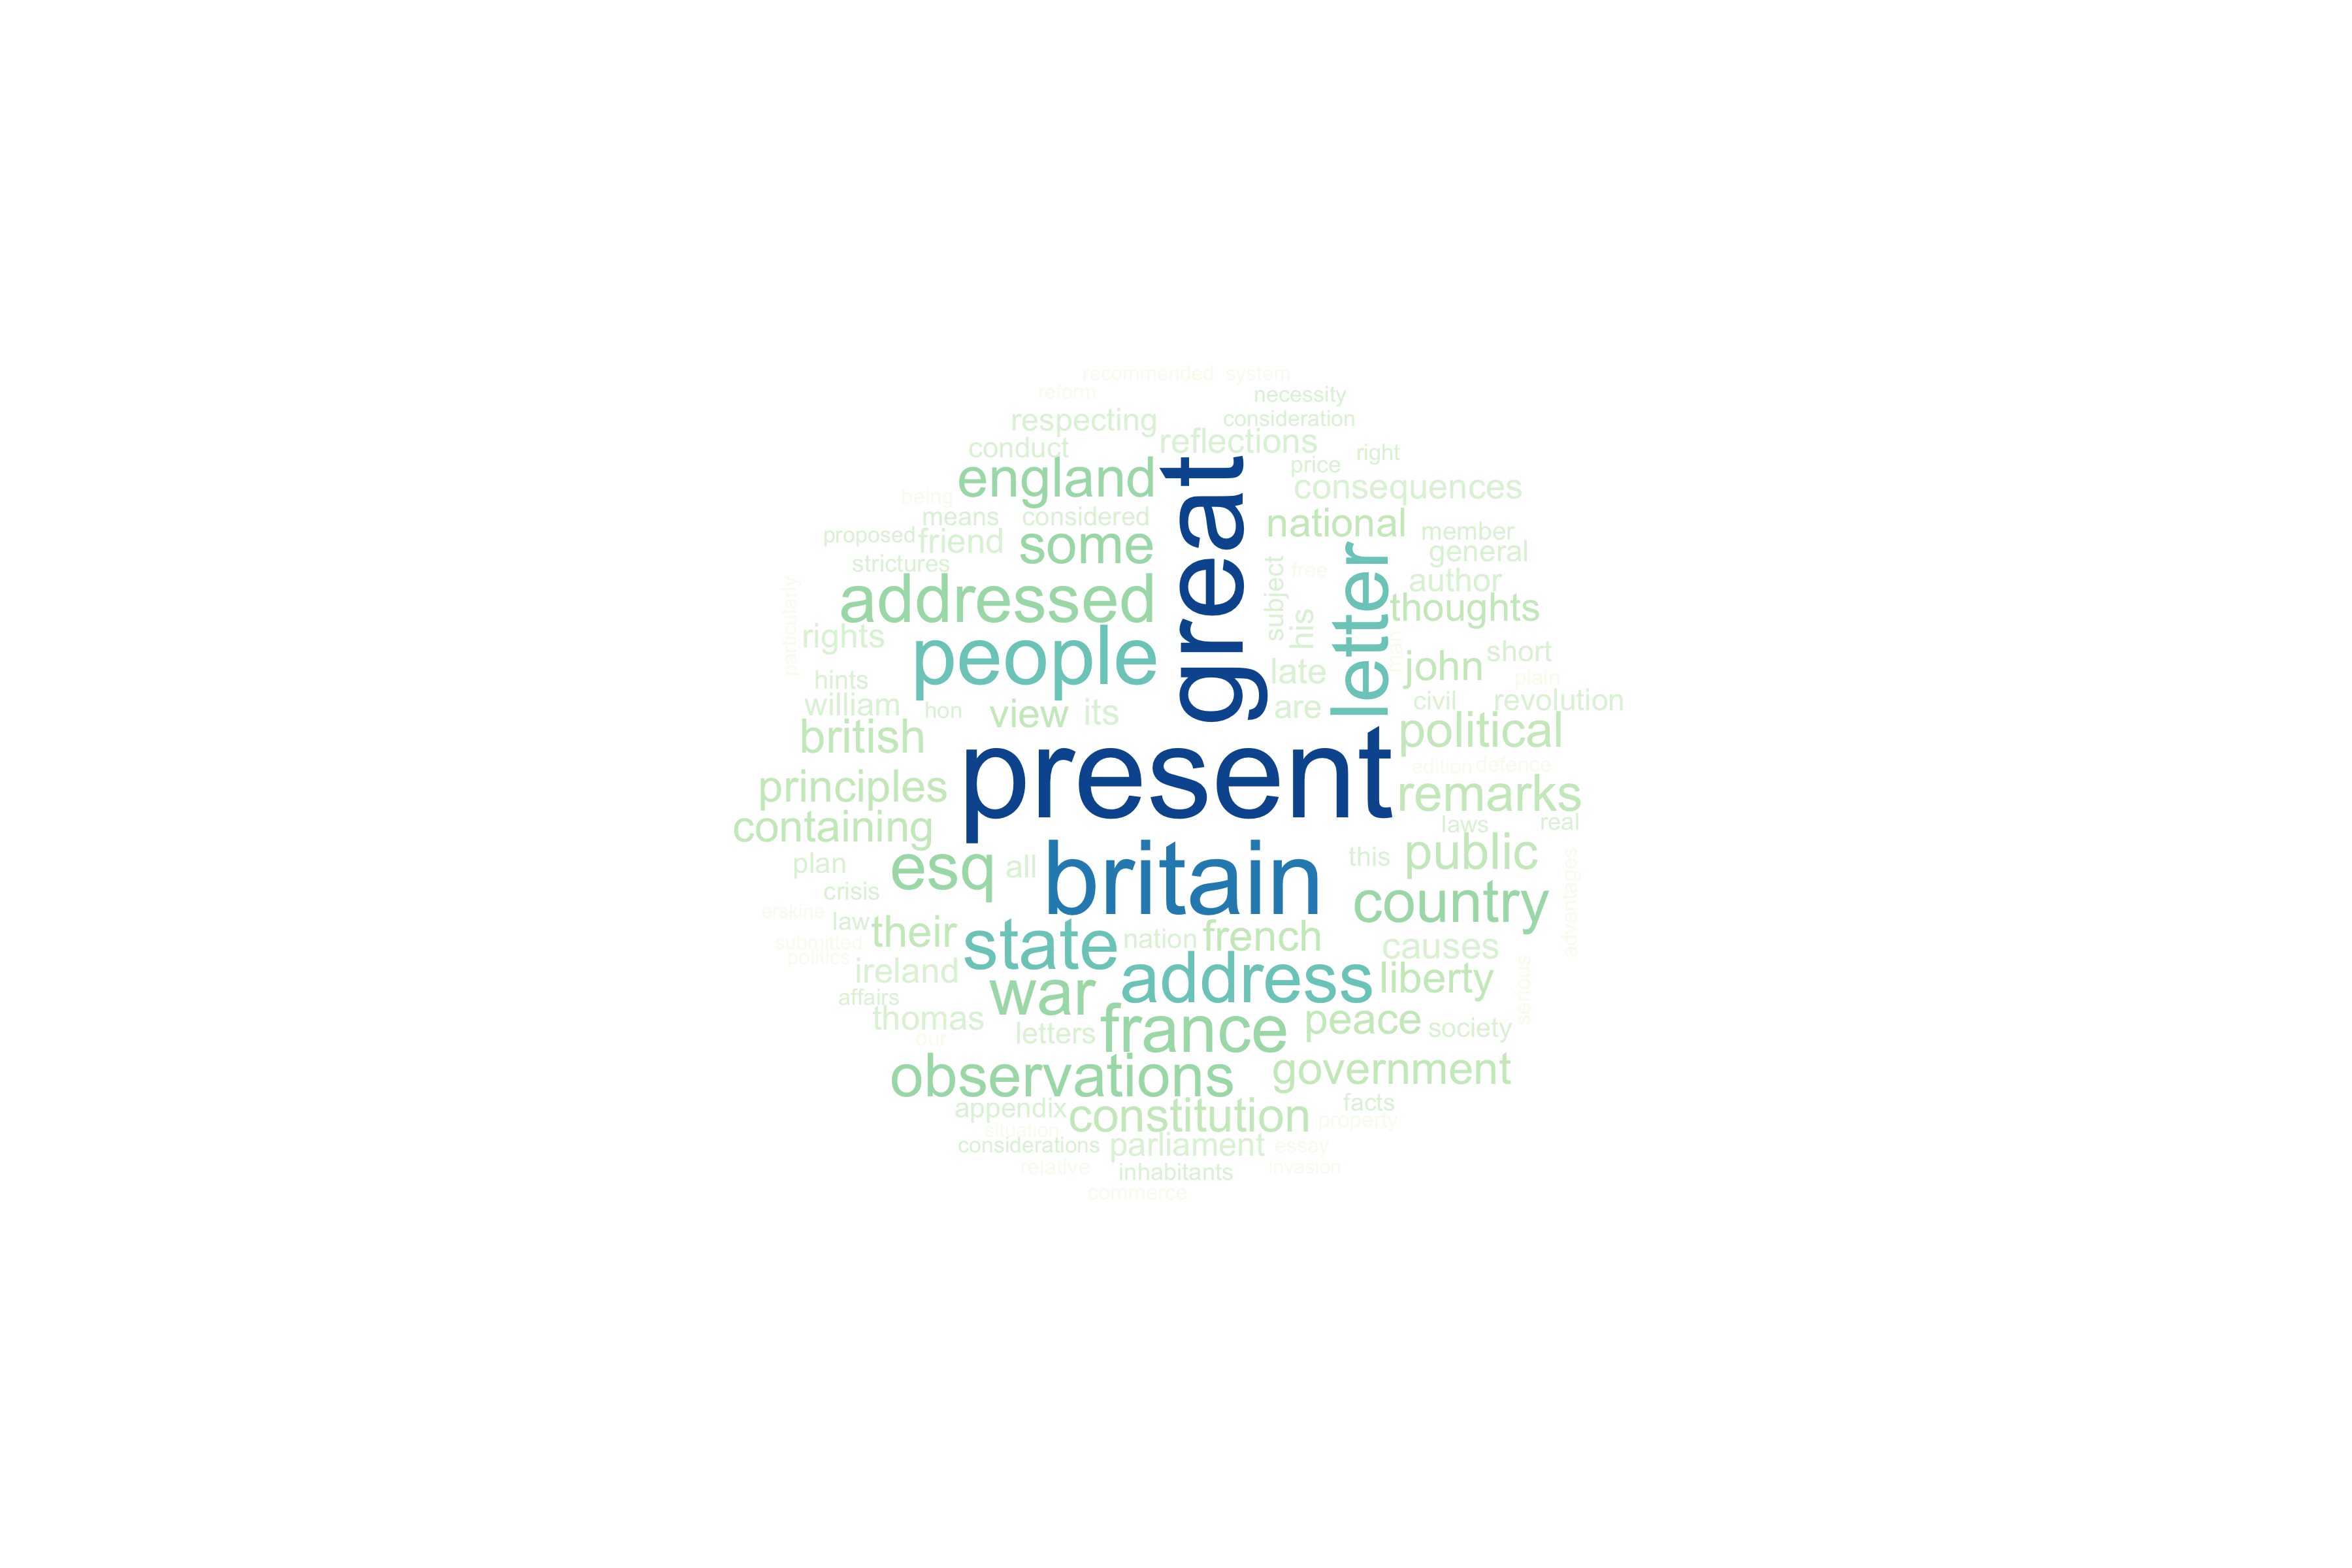 recommended system
reform
necessity
respecting
consideration
conduct
reflections
right
england
price
great
consequences
being
means
considered
national
proposed
friend
some
member
strictures
general
letter
subject
free
addressed
author
particularly
thoughts
rights
this
people
man
john
short
hints
late
plain
william
hon
view
its
are
civil
revolution
british
political
present
principles
edition
defence
remarks
containing
laws
real
plan
esq
all
britain
this
public
crisis
country
advantages
erskine
law
their
state
nation
french
causes
submitted
politics
ireland
war
address
liberty
serious
affairs
thomas
our
letters
france
peace
society
observations
government
appendix
constitution
facts
property
situation
considerations
parliament
essay
relative
inhabitants
invasion
commerce
his